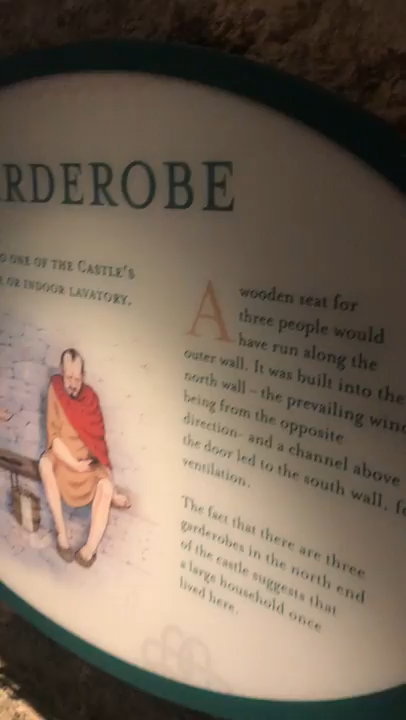 RDEROBE
ONE OF THE CASTLE'S
OR INDOOR LAVATORY.
A wooden seat for
three people would
have run along the
outer wall. It was built into the
north wall – the prevailing wind
being from the opposite
direction– and a channel above
the door led to the south wall, fo
ventilation.
The fact that there are three
garderobes in the north end
of the castle suggests that
a large household once
lived here.